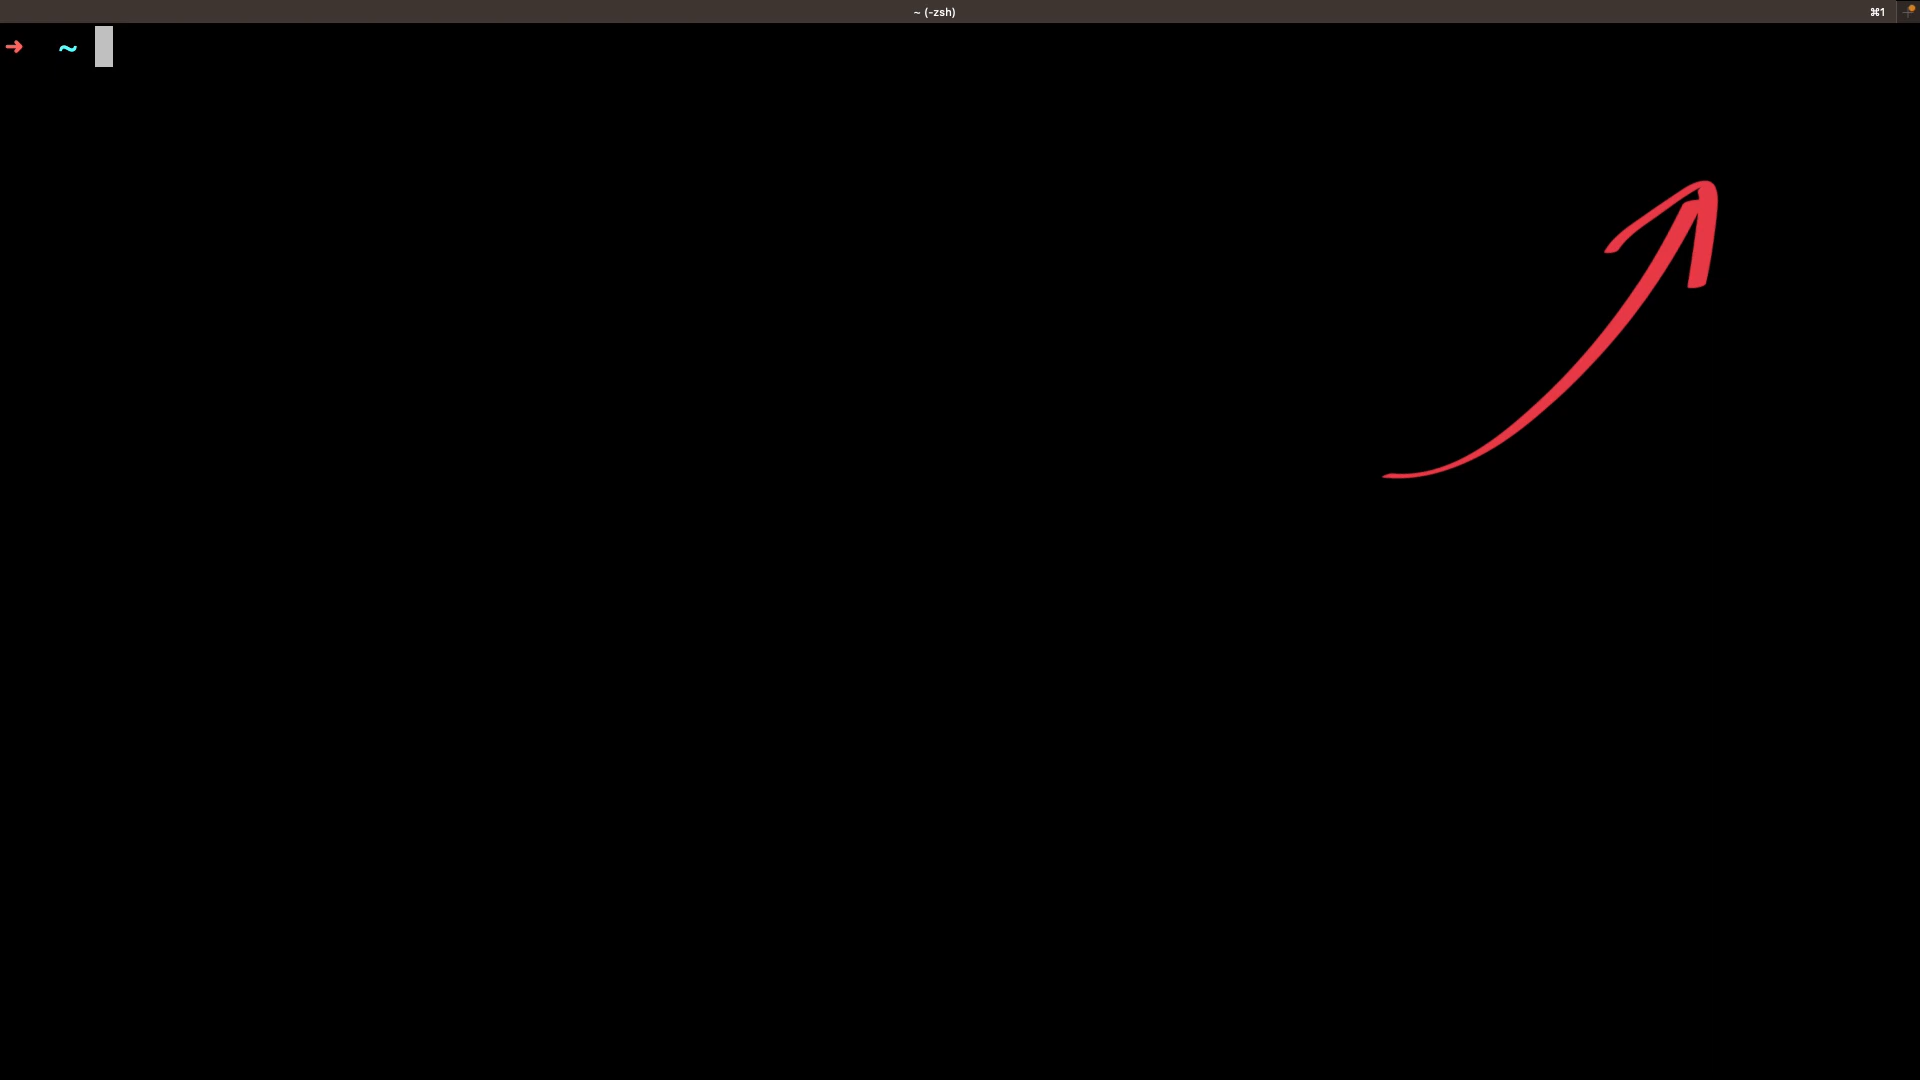 ~ (-zsh)
⌘1
➜ ~